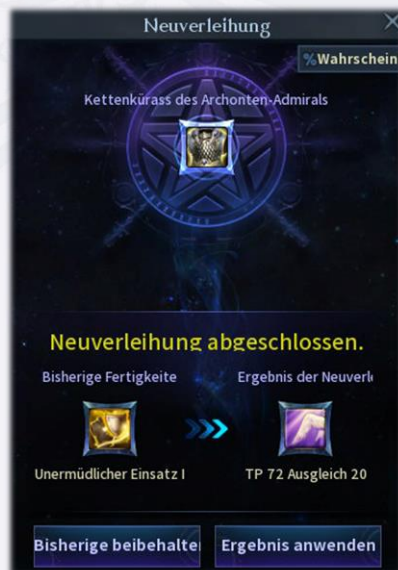 Neuverleihung
%Wahrschein
Kettenkürass des Archonten-Admirals
Neuverleihung abgeschlossen.
Bisherige Fertigkeite
Ergebnis der Neuverl
Unermüdlicher Einsatz I
TP 72 Ausgleich 20
Bisherige beibehalte
Ergebnis anwenden